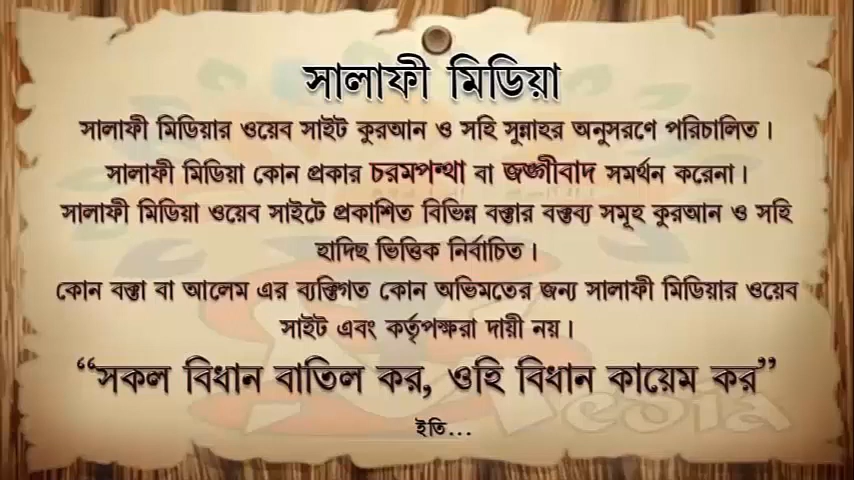 সালাফী মিডিয়া
সালাফী মিডিয়ার ওয়েব সাইট কুরআন ও সহি সুন্নাহর অনুসরণে পরিচালিত।
সালাফী মিডিয়া কোন প্রকার চরমপন্থা বা জঙ্গীবাদ সমর্থন করেনা।
সালাফী মিডিয়া ওয়েব সাইটে প্রকাশিত বিভিন্ন বক্তার বক্তব্য সমূহ কুরআন ও সহি
হাদিছ ভিত্তিক নির্বাচিত।
কোন বক্তা বা আলেম এর ব্যক্তিগত কোন অভিমতের জন্য সালাফী মিডিয়ার ওয়েব
সাইট এবং কর্তৃপক্ষরা দায়ী নয়।
“সকল বিধান বাতিল কর, ওহি বিধান কায়েম কর”
ইতি...